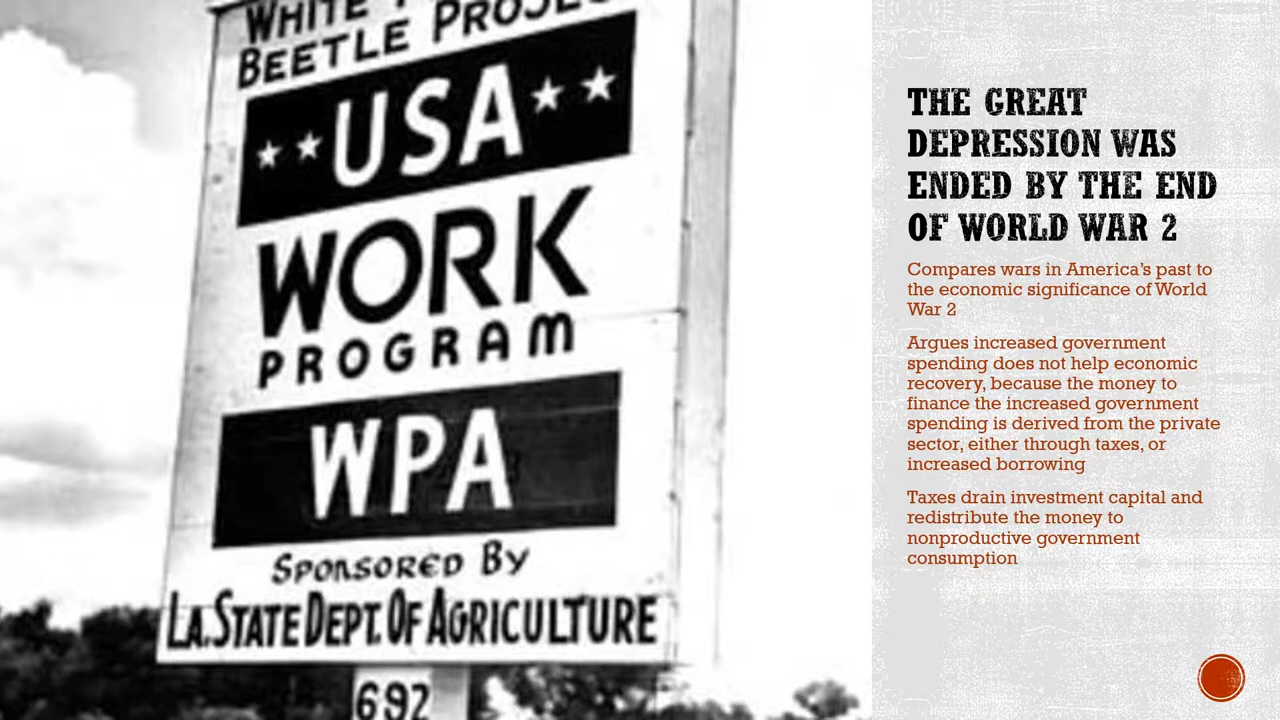 WHITE
BEETLE PROJEC
USA
WORK
PROGRAM
WPA
SPONSORED BY
LA. STATE DEPT. OF AGRICULTURE
692
THE GREAT
DEPRESSION WAS
ENDED BY THE END
OF WORLD WAR 2
Compares wars in America's past to
the economic significance of World
War 2
Argues increased government
spending does not help economic
recovery, because the money to
finance the increased government
spending is derived from the private
sector, either through taxes, or
increased borrowing
Taxes drain investment capital and
redistribute the money to
nonproductive government
consumption